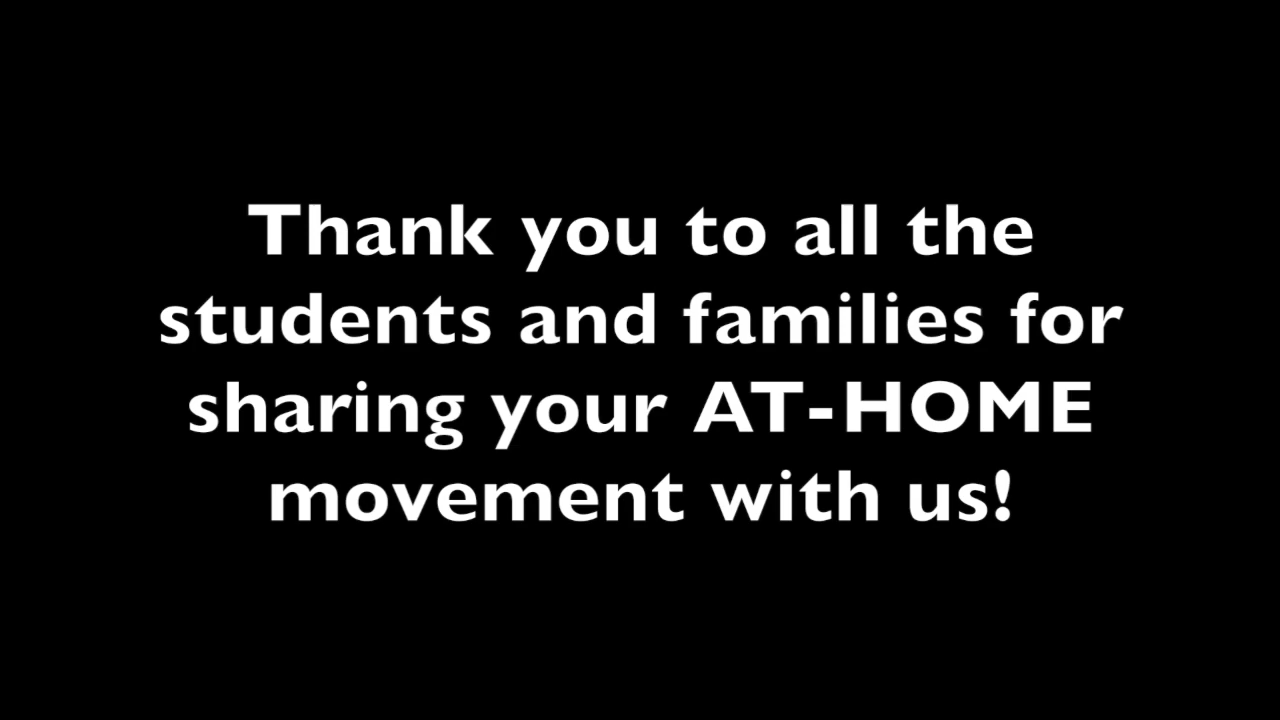 Thank you to all the
students and families for
sharing your AT-HOME
movement with us!